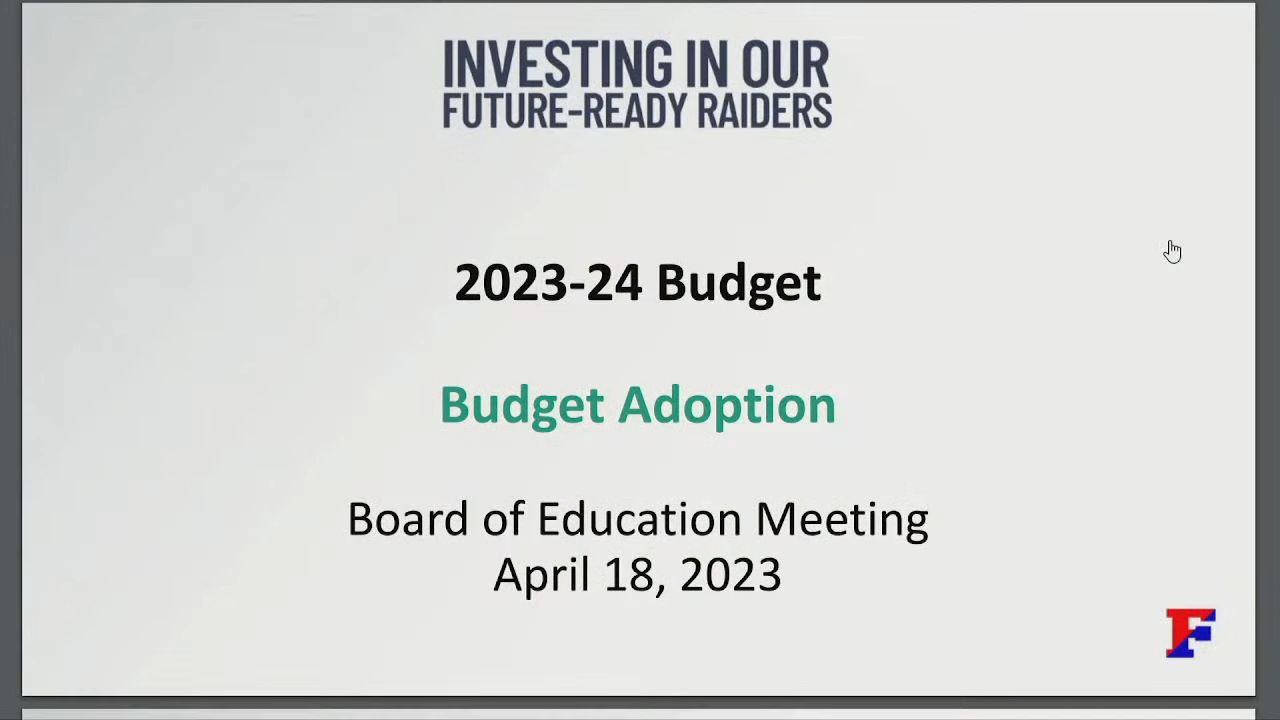 INVESTING IN OUR
FUTURE-READY RAIDERS
2023-24 Budget
Budget Adoption
Board of Education Meeting
April 18, 2023
F